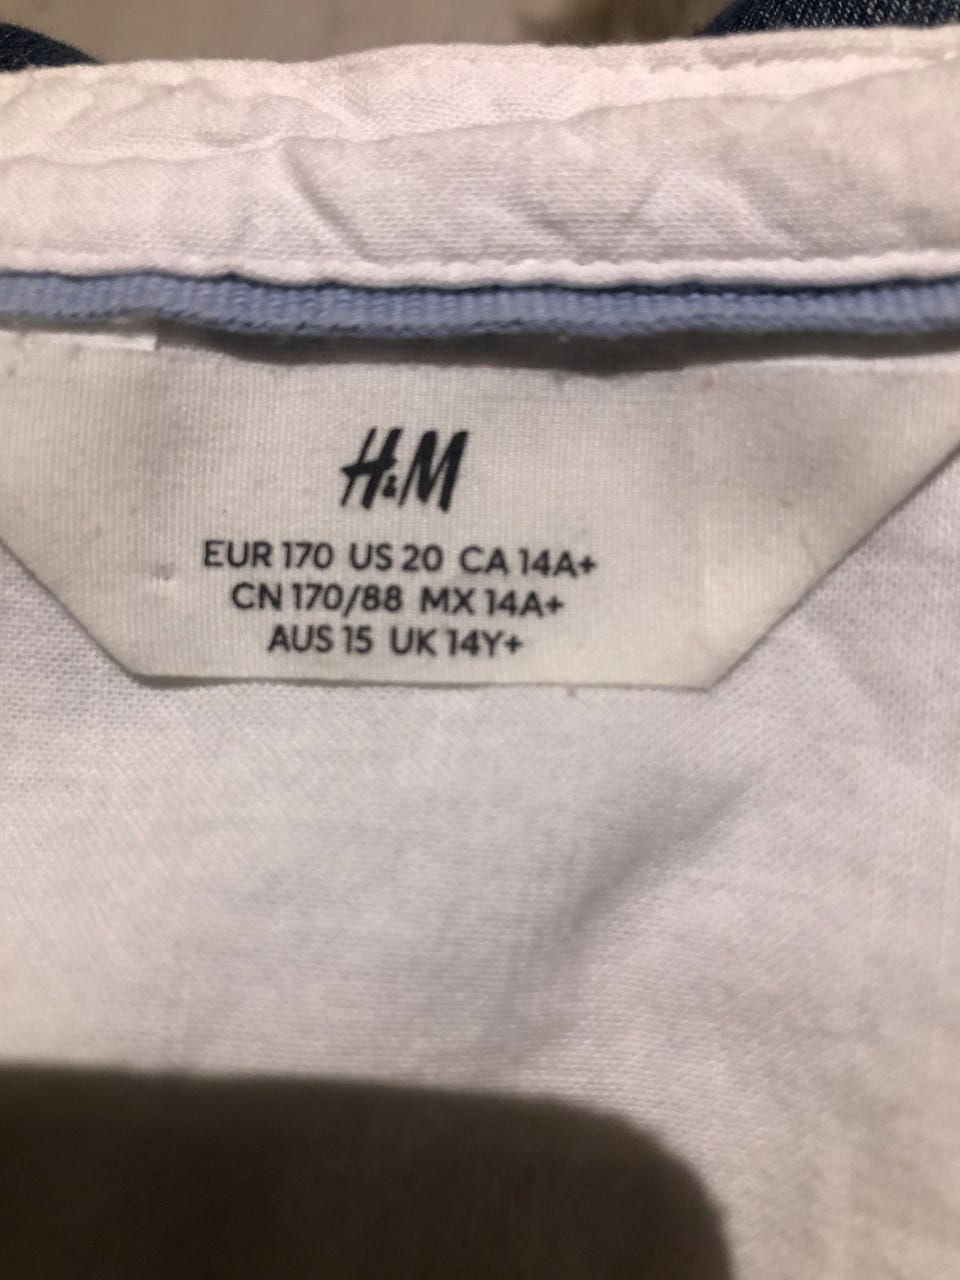 H&M
EUR 170 US 20 CA 14A+
CN 170/88 MX 14A+
AUS 15 UK 14Y+